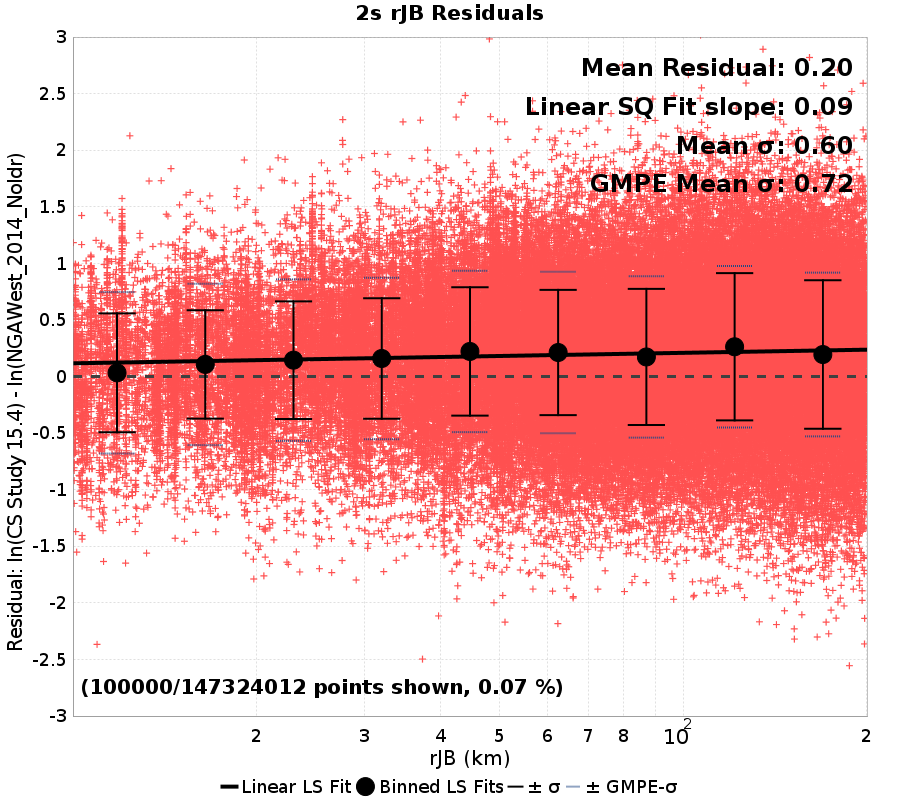 2s rJB Residuals
Mean Residual: 0.20
Linear SQ Fit slope: 0.09
Mean σ: 0.60
GMPE Mean σ: 0.72
Residual: ln(CS Study 15.4) - ln(NGAWest_2014_NoIdr)
3
2.5
2
1.5
1
0.5
0
-0.5
-1
-1.5
-2
-2.5
-3
(100000/147324012 points shown, 0.07 %)
2 3 4 5 6 7 8 10² 2
rJB (km)
Linear LS Fit Binned LS Fits ± σ ± GMPE-σ